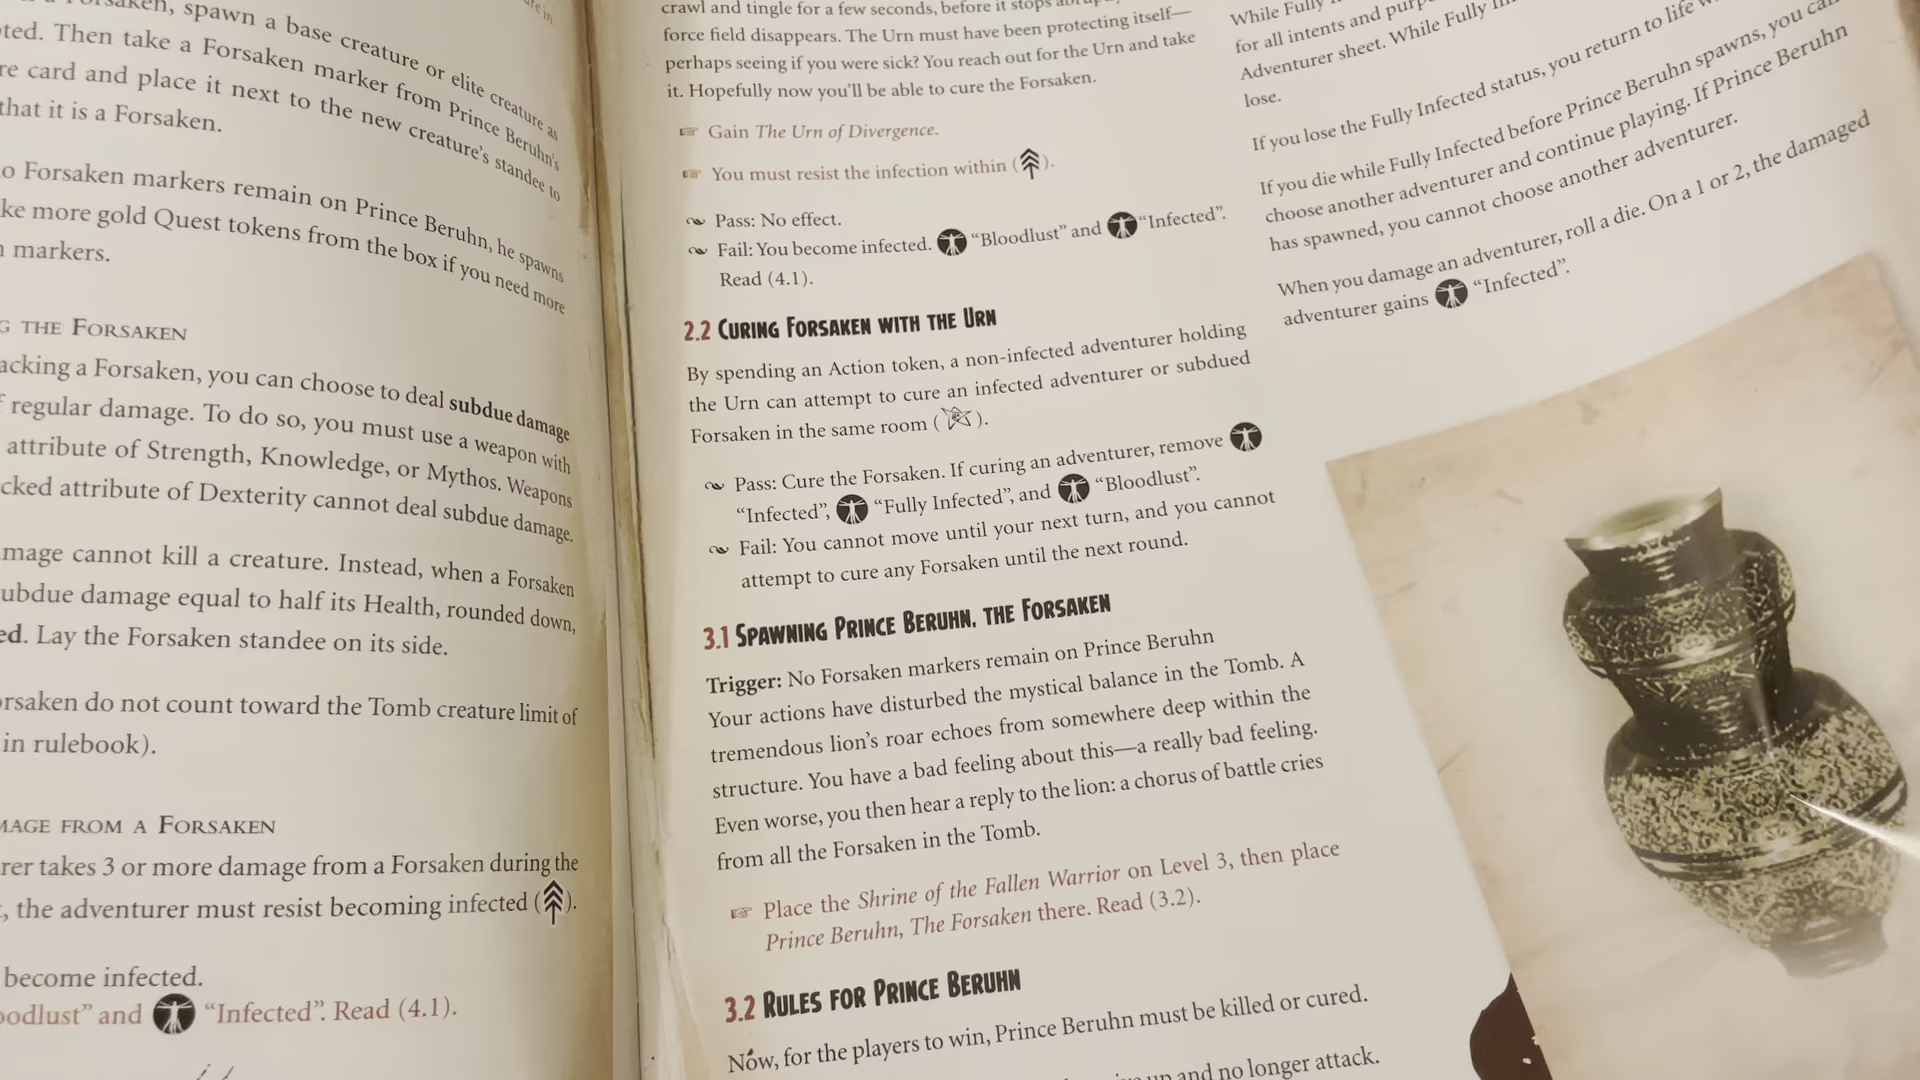 spawn a base creature or elite creature as
ted. Then take a Forsaken marker from Prince Beruhn's
re card and place it next to the new creature's standee to
that it is a Forsaken.
o Forsaken markers remain on Prince Beruhn, he spawns
ke more gold Quest tokens from the box if you need more
n markers.
G THE FORSAKEN
acking a Forsaken, you can choose to deal subdue damage
f regular damage. To do so, you must use a weapon with
attribute of Strength, Knowledge, or Mythos. Weapons
cked attribute of Dexterity cannot deal subdue damage.
mage cannot kill a creature. Instead, when a Forsaken
ubdue damage equal to half its Health, rounded down,
ed. Lay the Forsaken standee on its side.
orsaken do not count toward the Tomb creature limit of
in rulebook).
MAGE FROM A FORSAKEN
rer takes 3 or more damage from a Forsaken during the
, the adventurer must resist becoming infected ( ).
become infected.
oodlust" and "Infected". Read (4.1).
crawl and tingle for a few seconds, before it stops
force field disappears. The Urn must have been protecting itself—
perhaps seeing if you were sick? You reach out for the Urn and take
it. Hopefully now you'll be able to cure the Forsaken.
Gain The Urn of Divergence.
You must resist the infection within ( ).
Pass: No effect.
Fail: You become infected. "Bloodlust" and "Infected".
Read (4.1).
2.2 CURING FORSAKEN WITH THE URN
By spending an Action token, a non-infected adventurer holding
the Urn can attempt to cure an infected adventurer or subdued
Forsaken in the same room ( ).
Pass: Cure the Forsaken. If curing an adventurer, remove
"Infected", "Fully Infected", and "Bloodlust".
Fail: You cannot move until your next turn, and you cannot
attempt to cure any Forsaken until the next round.
3.1 SPAWNING PRINCE BERUHN, THE FORSAKEN
Trigger: No Forsaken markers remain on Prince Beruhn
Your actions have disturbed the mystical balance in the Tomb. A
tremendous lion's roar echoes from somewhere deep within the
structure. You have a bad feeling about this—a really bad feeling.
Even worse, you then hear a reply to the lion: a chorus of battle cries
from all the Forsaken in the Tomb.
Place the Shrine of the Fallen Warrior on Level 3, then place
Prince Beruhn, The Forsaken there. Read (3.2).
3.2 RULES FOR PRINCE BERUHN
Now, for the players to win, Prince Beruhn must be killed or cured.
up and no longer attack.
While Fully
for all intents and
Adventurer sheet. While Fully
lose.
If you lose the Fully Infected status, you return to life
If you die while Fully Infected before Prince Beruhn spawns, you can
choose another adventurer and continue playing. If Prince Beruhn
has spawned, you cannot choose another adventurer.
When you damage an adventurer, roll a die. On a 1 or 2, the damaged
adventurer gains "Infected".